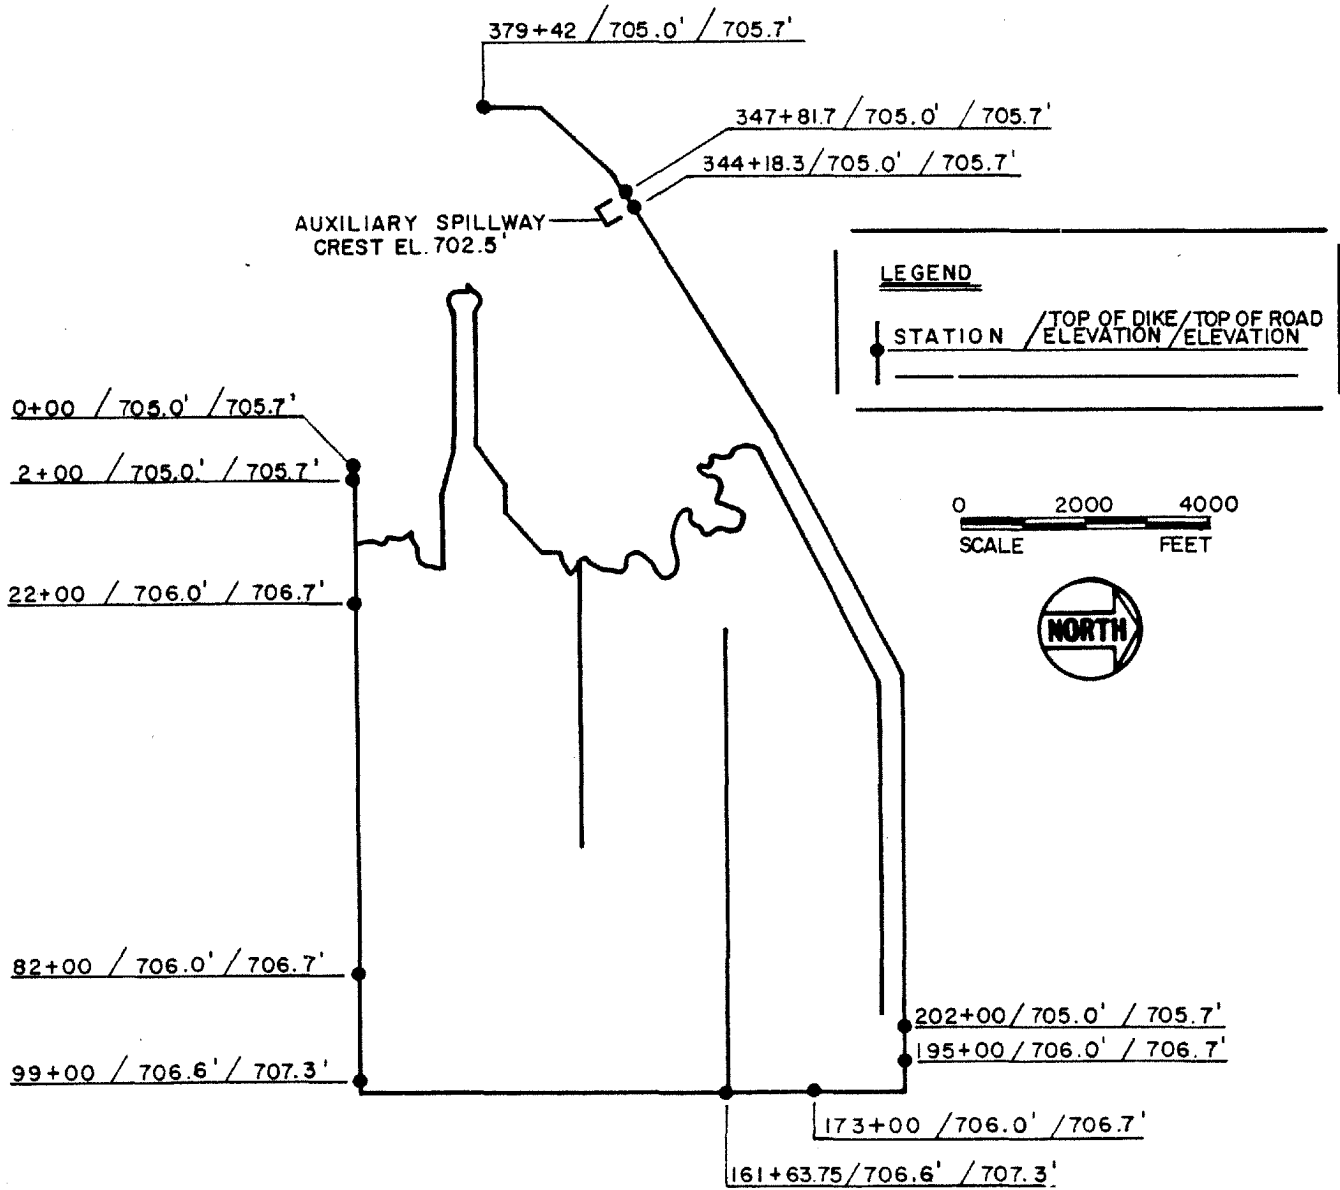 379+42 / 705.0' / 705.7'
347+81.7 / 705.0' / 705.7'
344+18.3 / 705.0' / 705.7'
AUXILIARY SPILLWAY
CREST EL. 702.5'
LEGEND
STATION / TOP OF DIKE ELEVATION / TOP OF ROAD ELEVATION
0+00 / 705.0' / 705.7'
2+00 / 705.0' / 705.7'
0 2000 4000
SCALE FEET
22+00 / 706.0' / 706.7'
NORTH
82+00 / 706.0' / 706.7'
202+00 / 705.0' / 705.7'
195+00 / 706.0' / 706.7'
99+00 / 706.6' / 707.3'
173+00 / 706.0' / 706.7'
161+63.75 / 706.6' / 707.3'